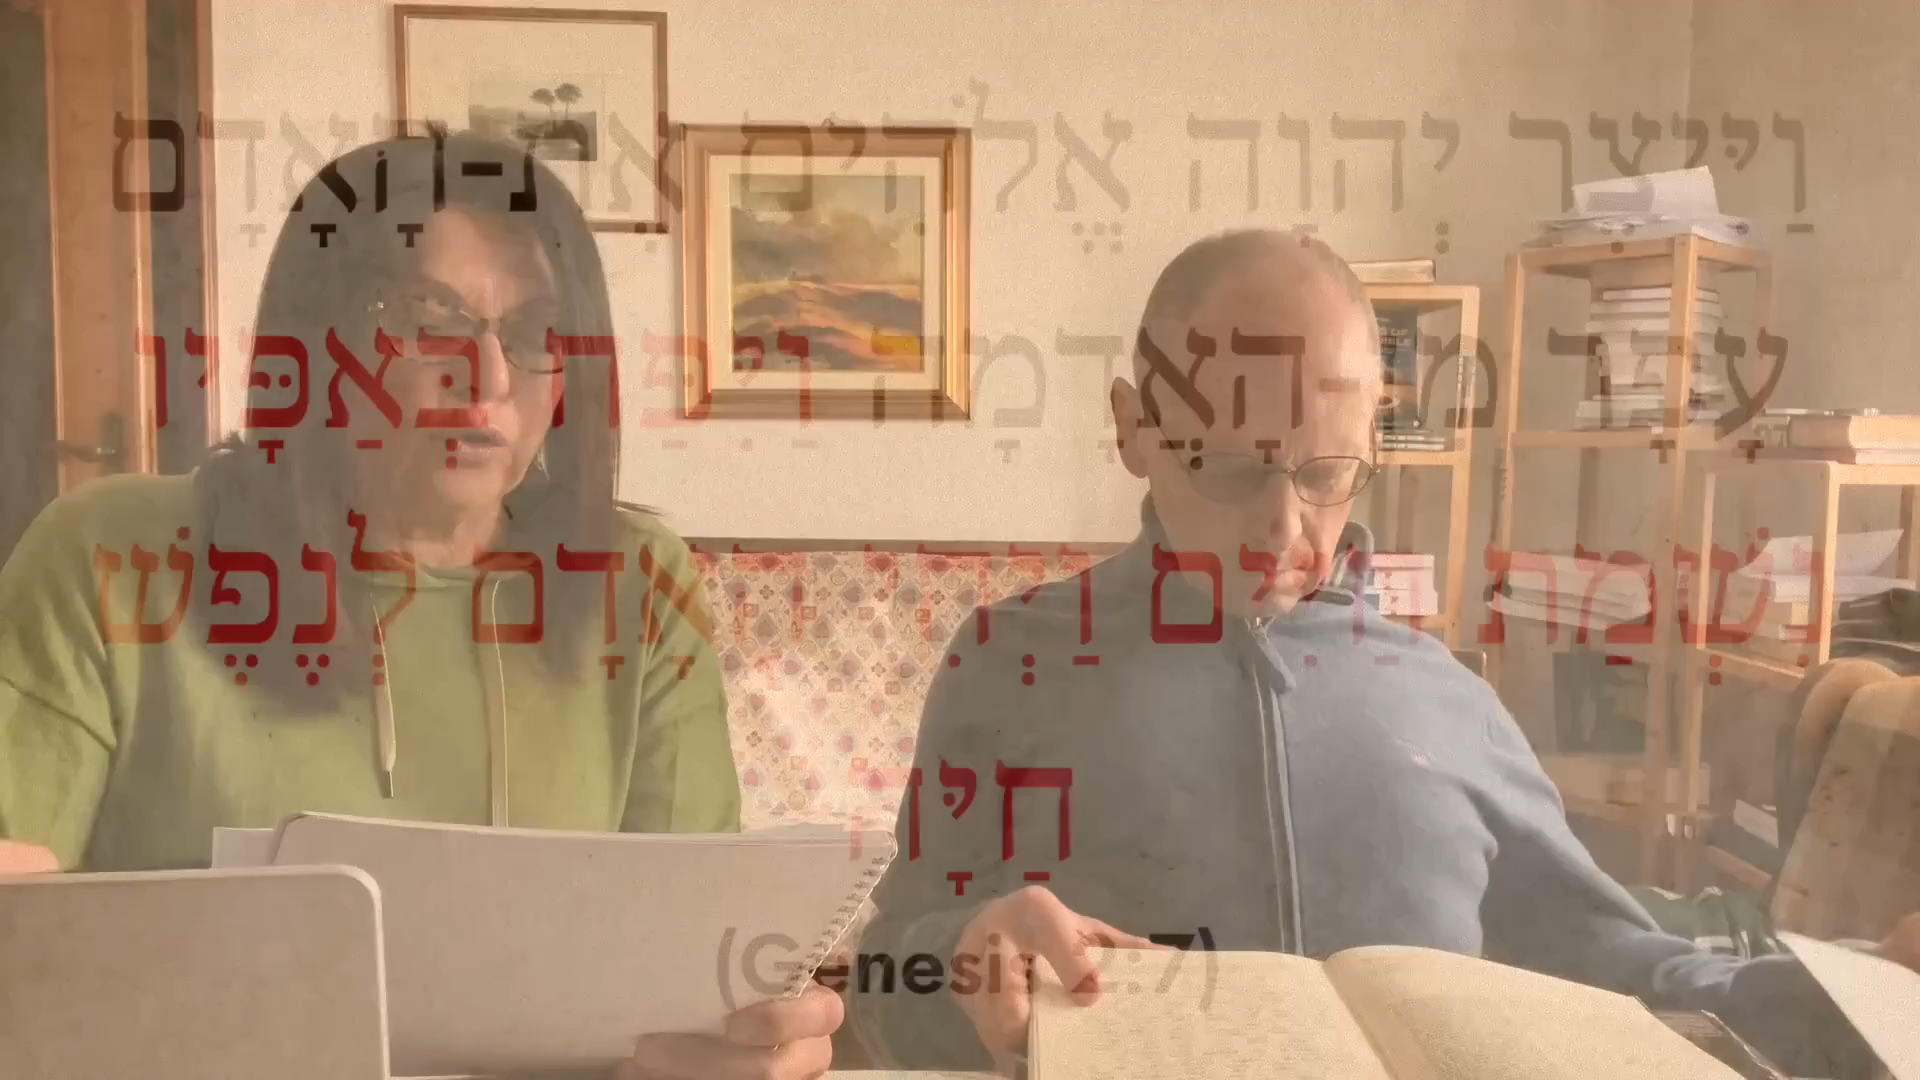 וַיִּיצֶר יְהוָה אֱלֹהִים אֶת-הָאָדָם
עָפָר מִ-הָאֲדָמָה וַיִּפַּח בְּאַפָּיו
נִשְׁמַת חַיִּים וַיְהִי הָאָדָם לְנֶפֶשׁ
חַיָּה
(Genesis 2:7)